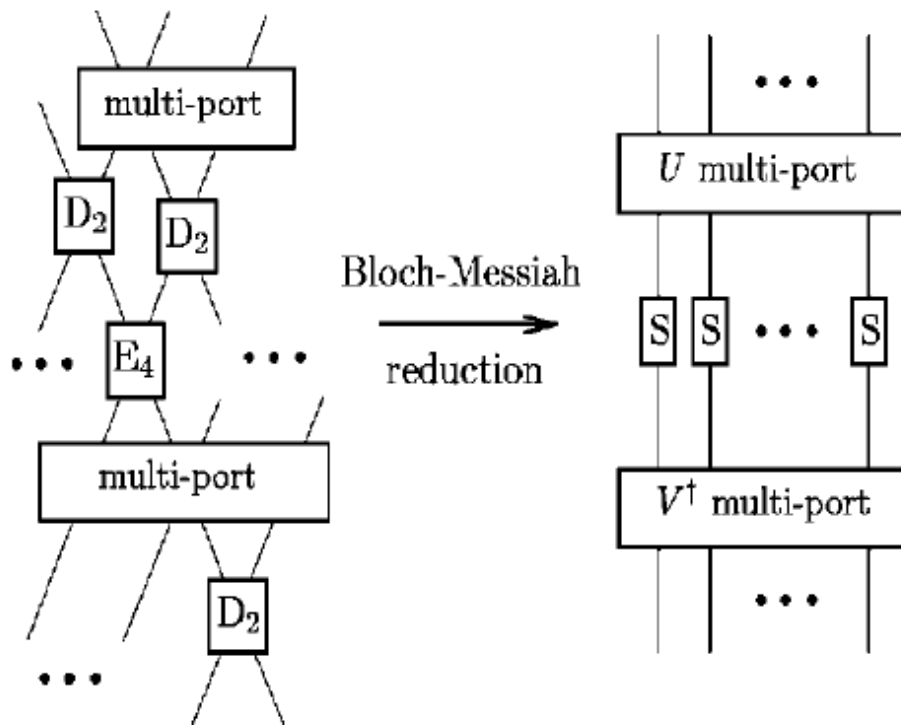 multi-port
D₂
D₂
E₄
multi-port
D₂
Bloch-Messiah
reduction
U multi-port
S S S
V† multi-port